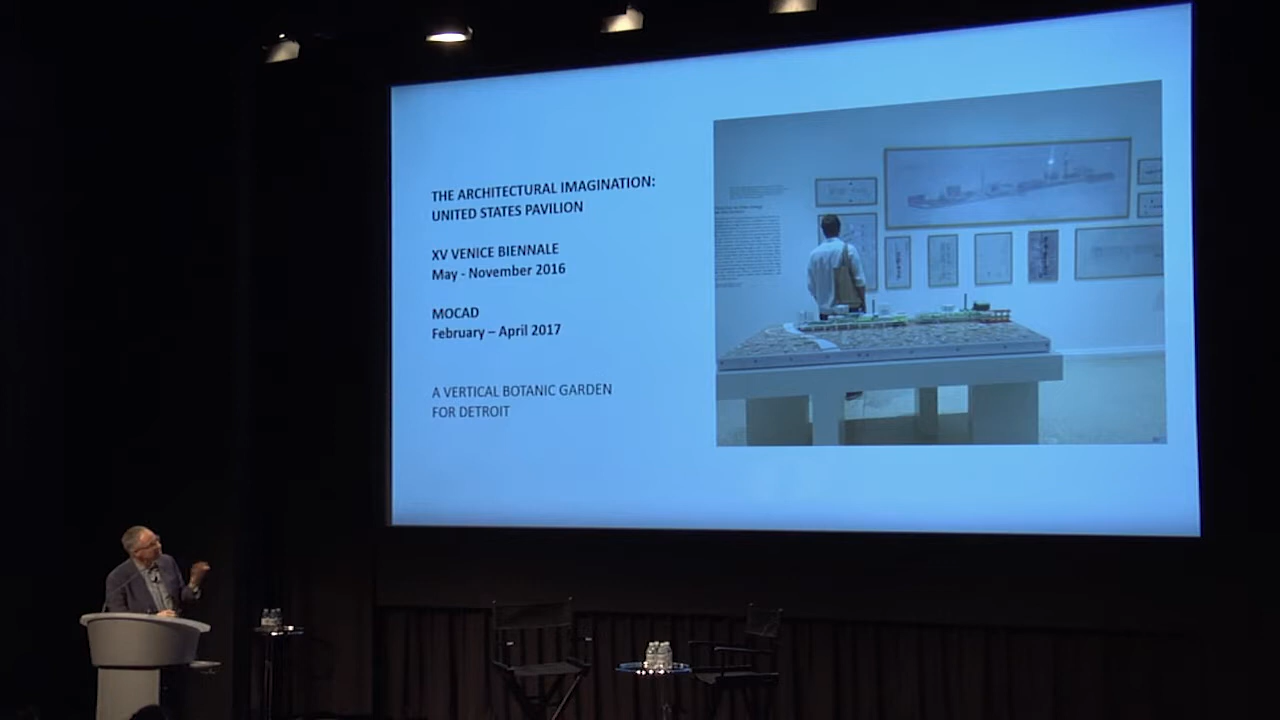 THE ARCHITECTURAL IMAGINATION:
UNITED STATES PAVILION
XV VENICE BIENNALE
May - November 2016
MOCAD
February – April 2017
A VERTICAL BOTANIC GARDEN
FOR DETROIT